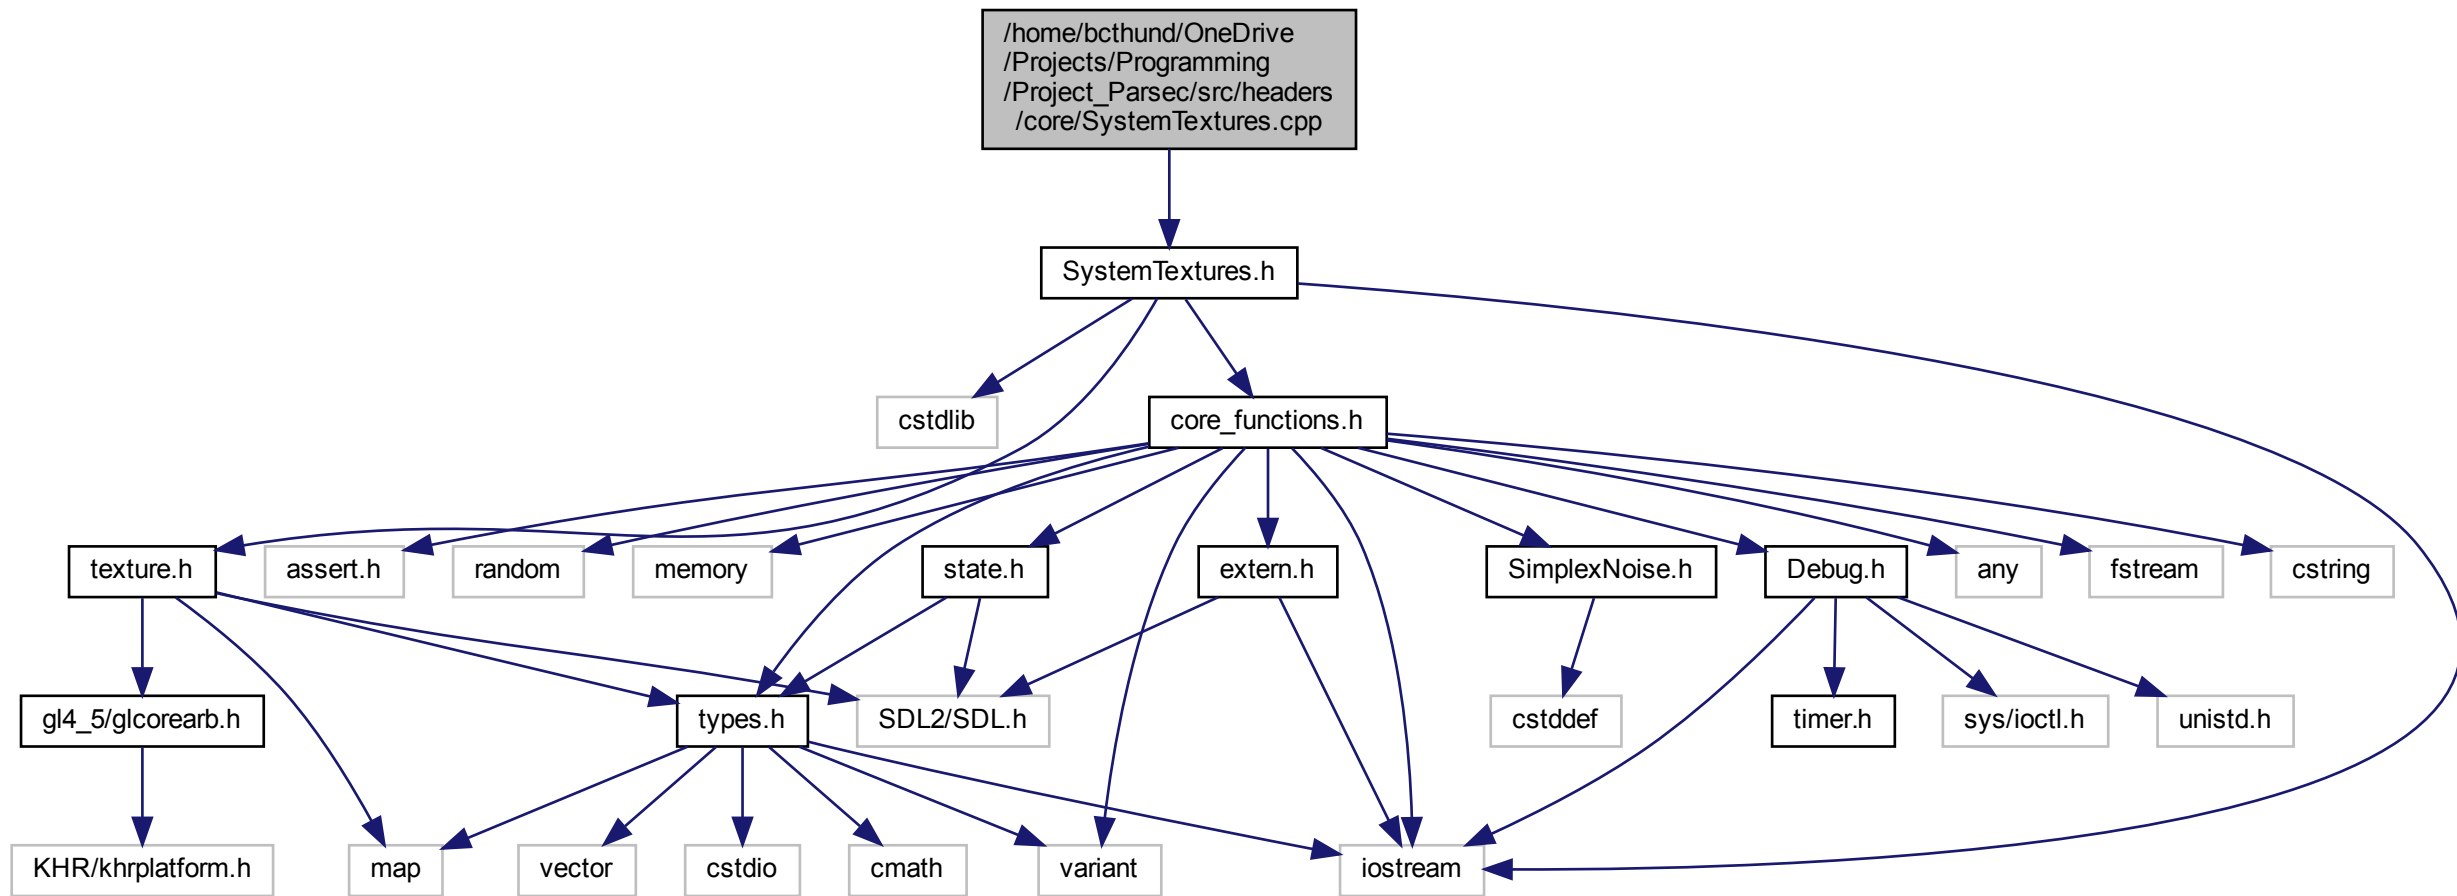 /home/bcthund/OneDrive
/Projects/Programming
/Project_Parsec/src/headers
/core/SystemTextures.cpp
SystemTextures.h
cstdlib
core_functions.h
texture.h
assert.h
random
memory
state.h
extern.h
SimplexNoise.h
Debug.h
any
fstream
cstring
gl4_5/glcorearb.h
types.h
SDL2/SDL.h
cstddef
timer.h
sys/ioctl.h
unistd.h
KHR/khrplatform.h
map
vector
cstdio
cmath
variant
iostream